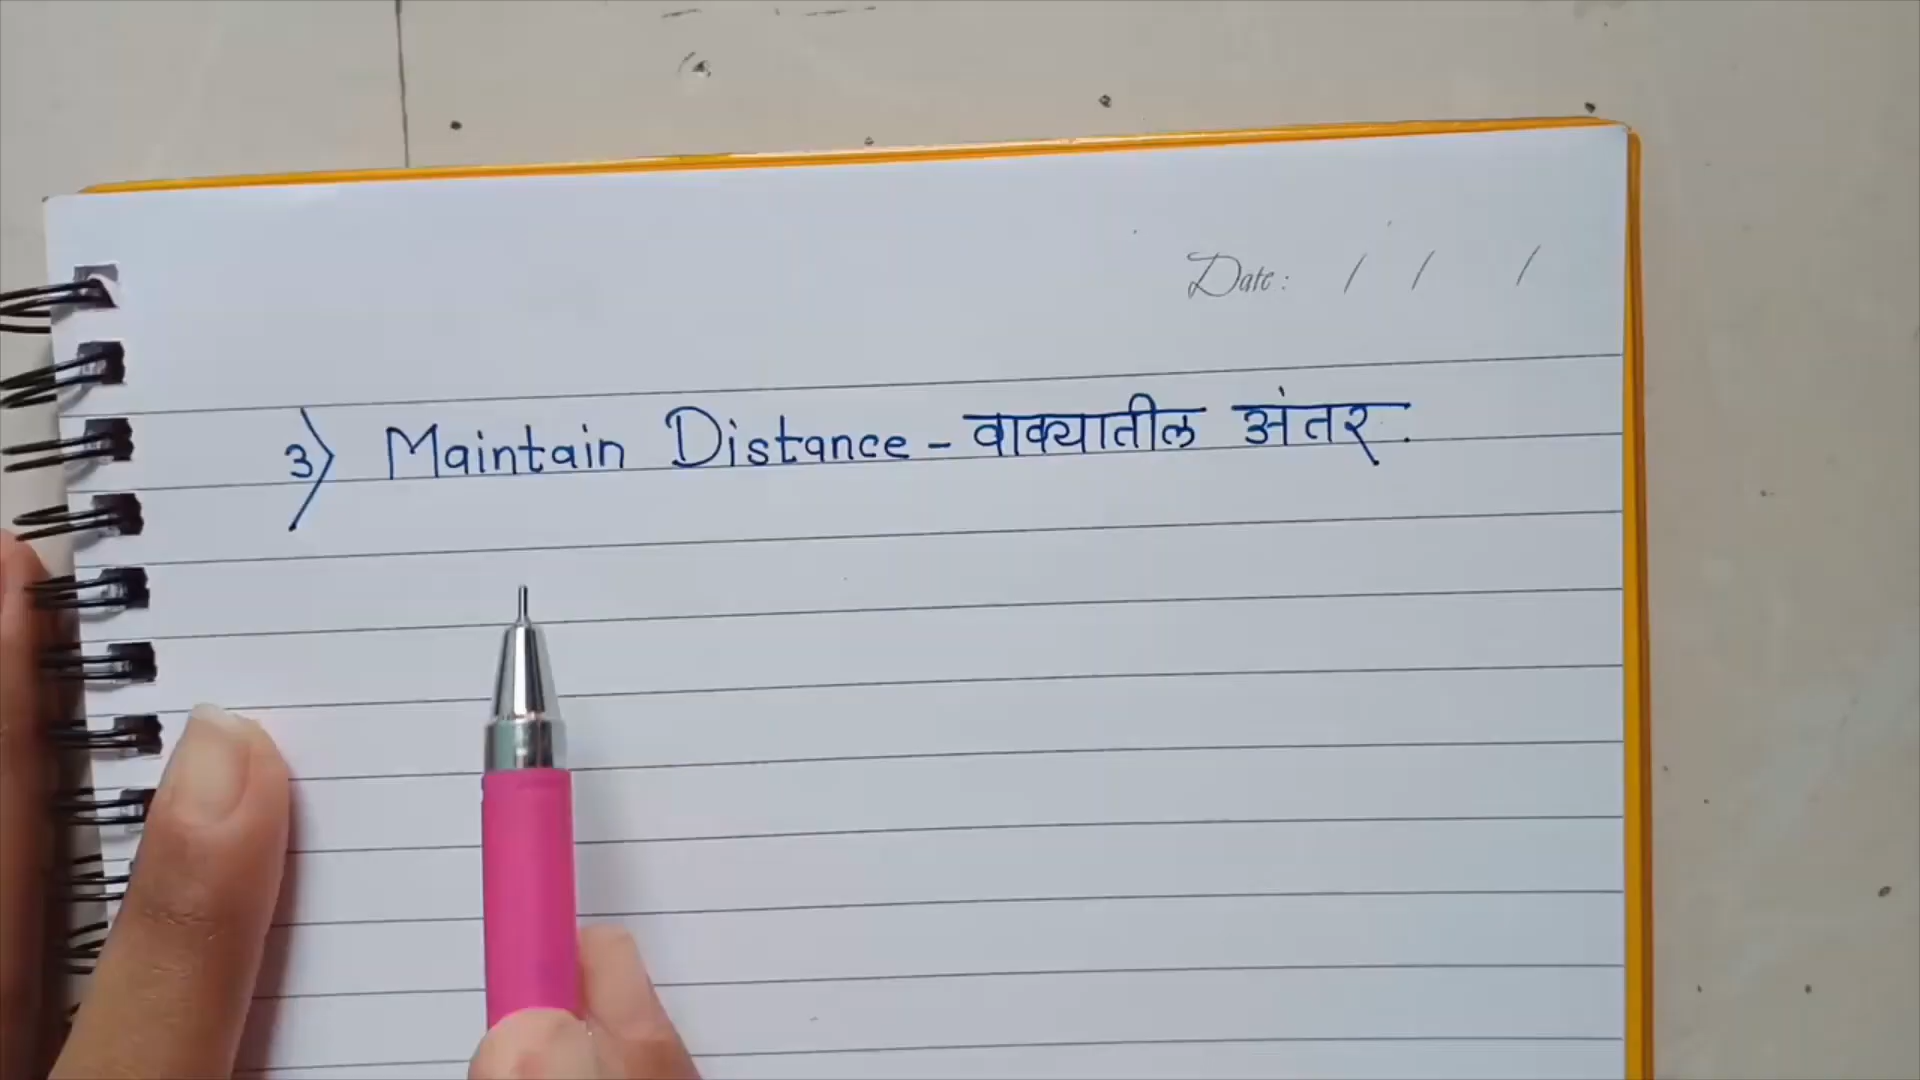 Date: / / /
3) Maintain Distance - वाक्यातील अंतर.